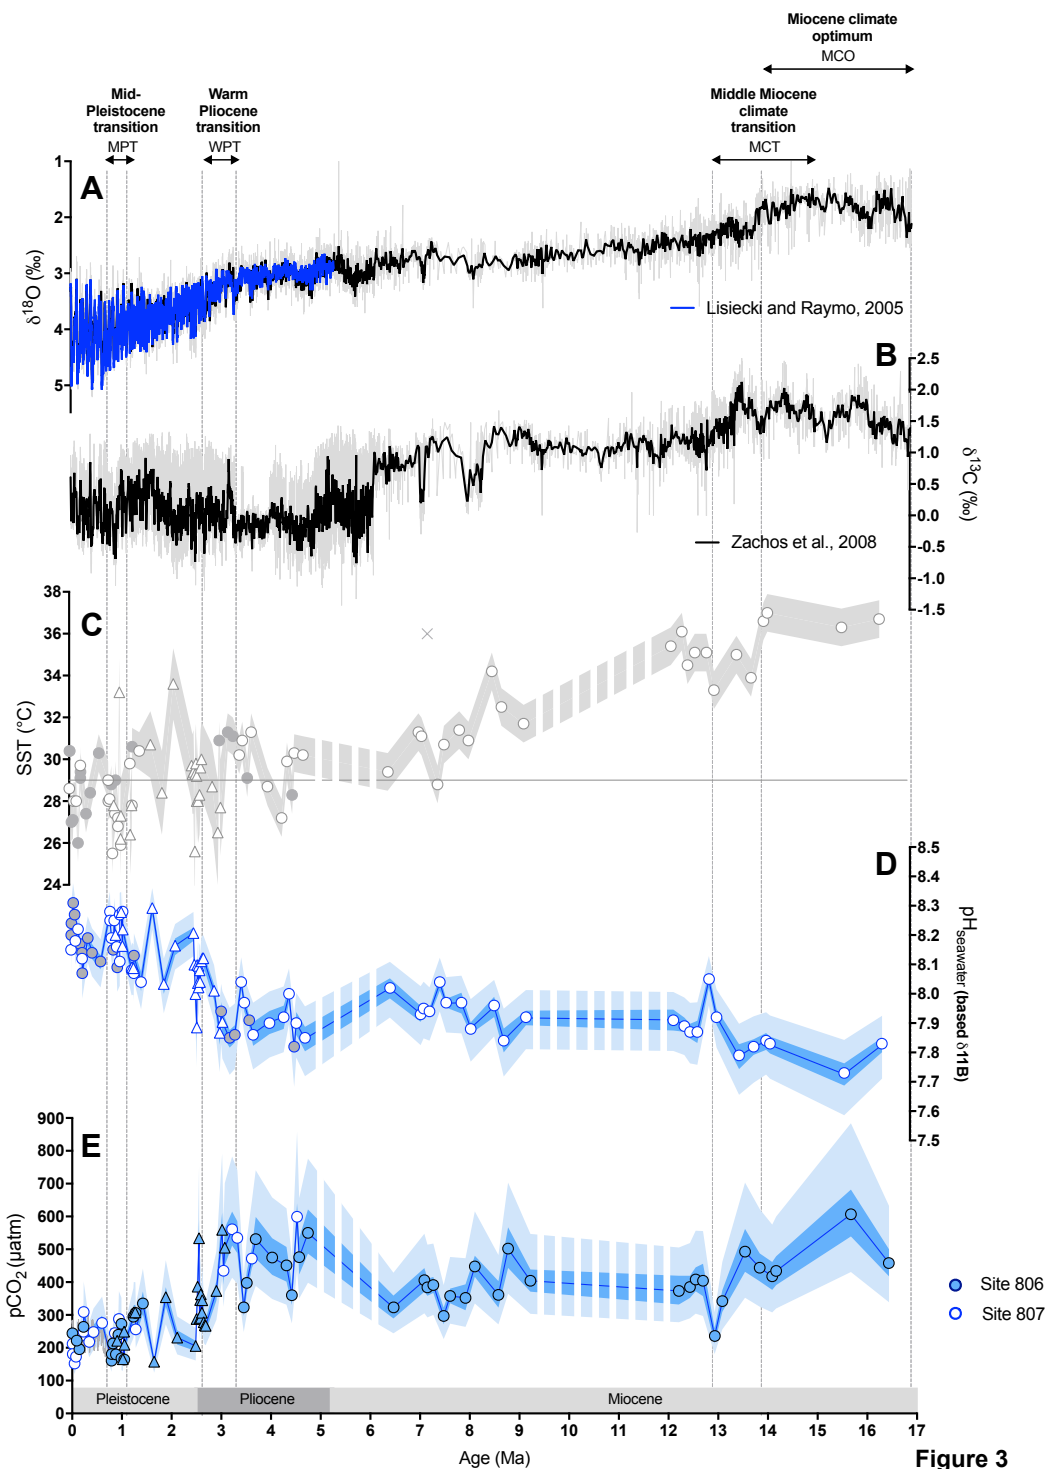 Miocene climate
optimum
MCO
Mid-
Pleistocene
transition
MPT
Warm
Pliocene
transition
WPT
Middle Miocene
climate
transition
MCT
A
1
2
3
4
5
δ18O (‰)
Lisiecki and Raymo, 2005
B
2.5
2.0
1.5
1.0
0.5
0.0
-0.5
-1.0
-1.5
δ13C (‰)
Zachos et al., 2008
C
38
36
34
32
30
28
26
24
SST (°C)
D
8.5
8.4
8.3
8.2
8.1
8.0
7.9
7.8
7.7
7.6
7.5
pHseawater (based δ11B)
E
900
800
700
600
500
400
300
200
100
0
pCO2 (µatm)
Site 806
Site 807
Pleistocene Pliocene Miocene
0 1 2 3 4 5 6 7 8 9 10 11 12 13 14 15 16 17
Age (Ma)
Figure 3